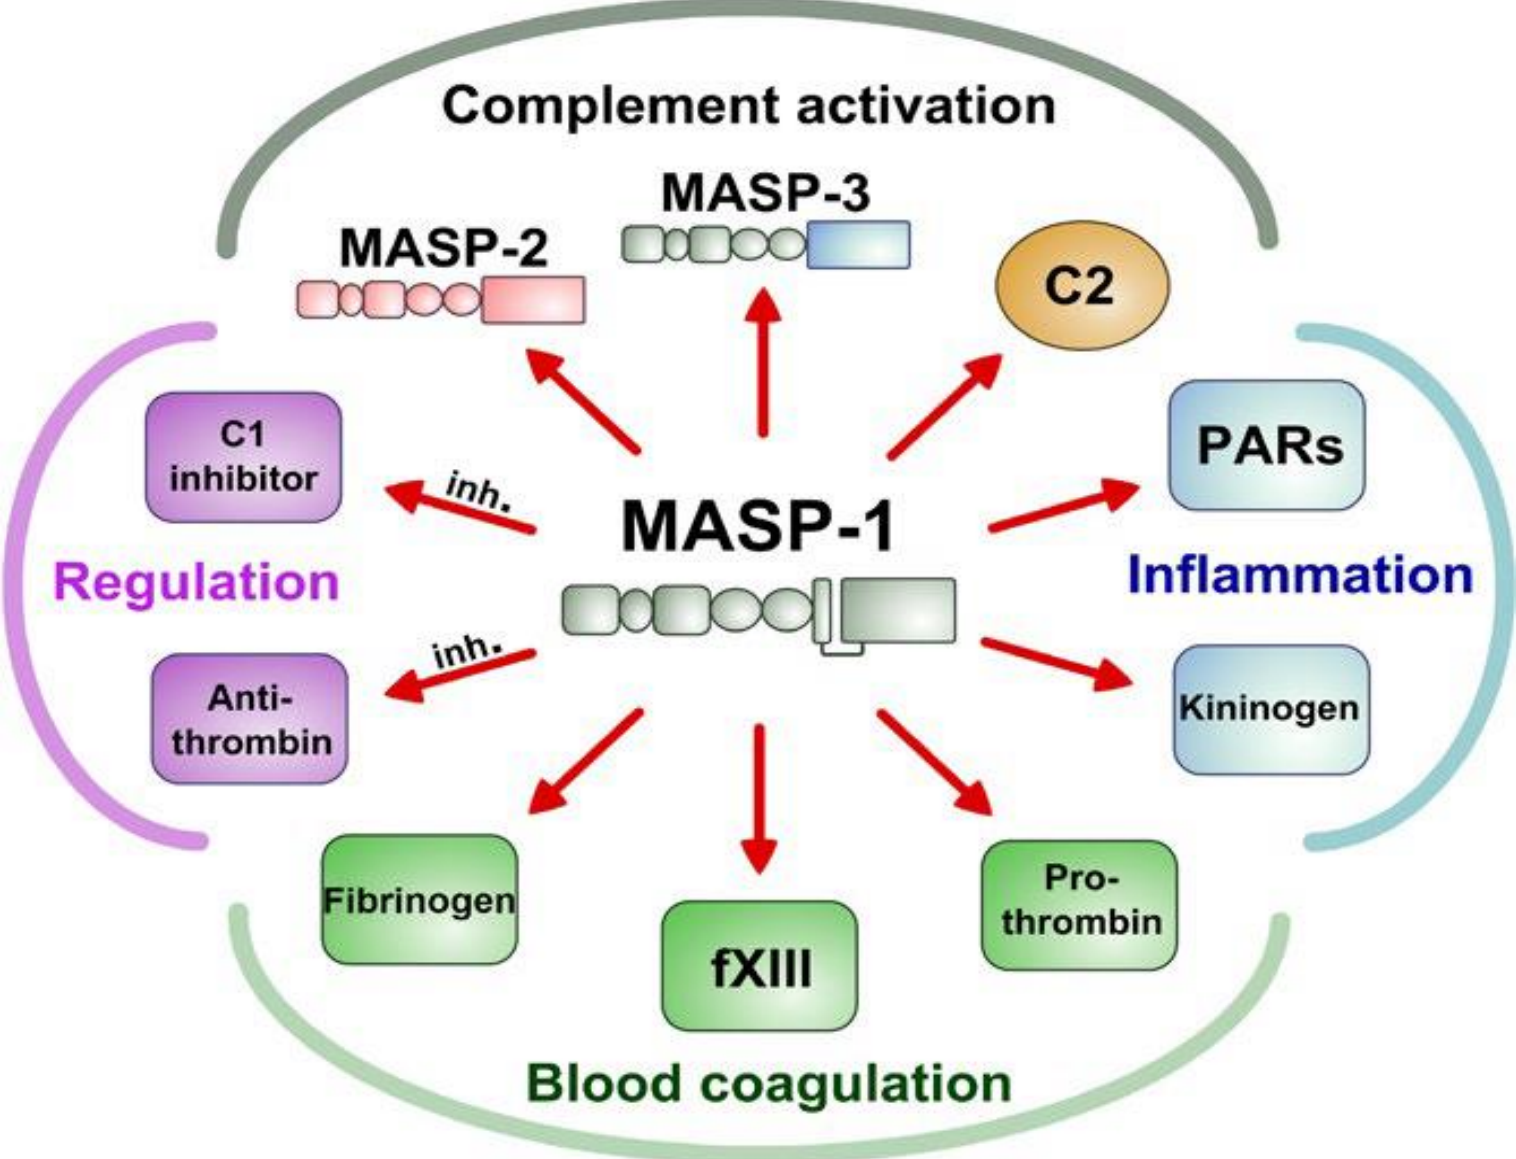 Complement activation
MASP-3
MASP-2
C2
C1
inhibitor
inh.
PARs
MASP-1
Regulation
Inflammation
inh.
Anti-
thrombin
Kininogen
Fibrinogen
fXIII
Pro-
thrombin
Blood coagulation